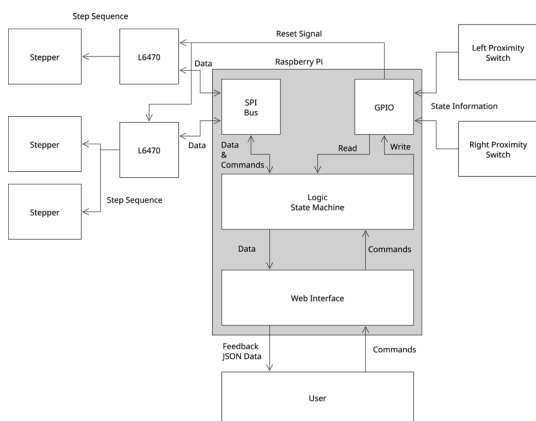 Step Sequence
Reset Signal
Stepper
L6470
Data
Raspberry Pi
Left Proximity
Switch
SPI
Bus
GPIO
State Information
Stepper
L6470
Data
Data
&
Commands
Read
Write
Right Proximity
Switch
Stepper
Step Sequence
Logic
State Machine
Data
Commands
Web Interface
Feedback
JSON Data
Commands
User